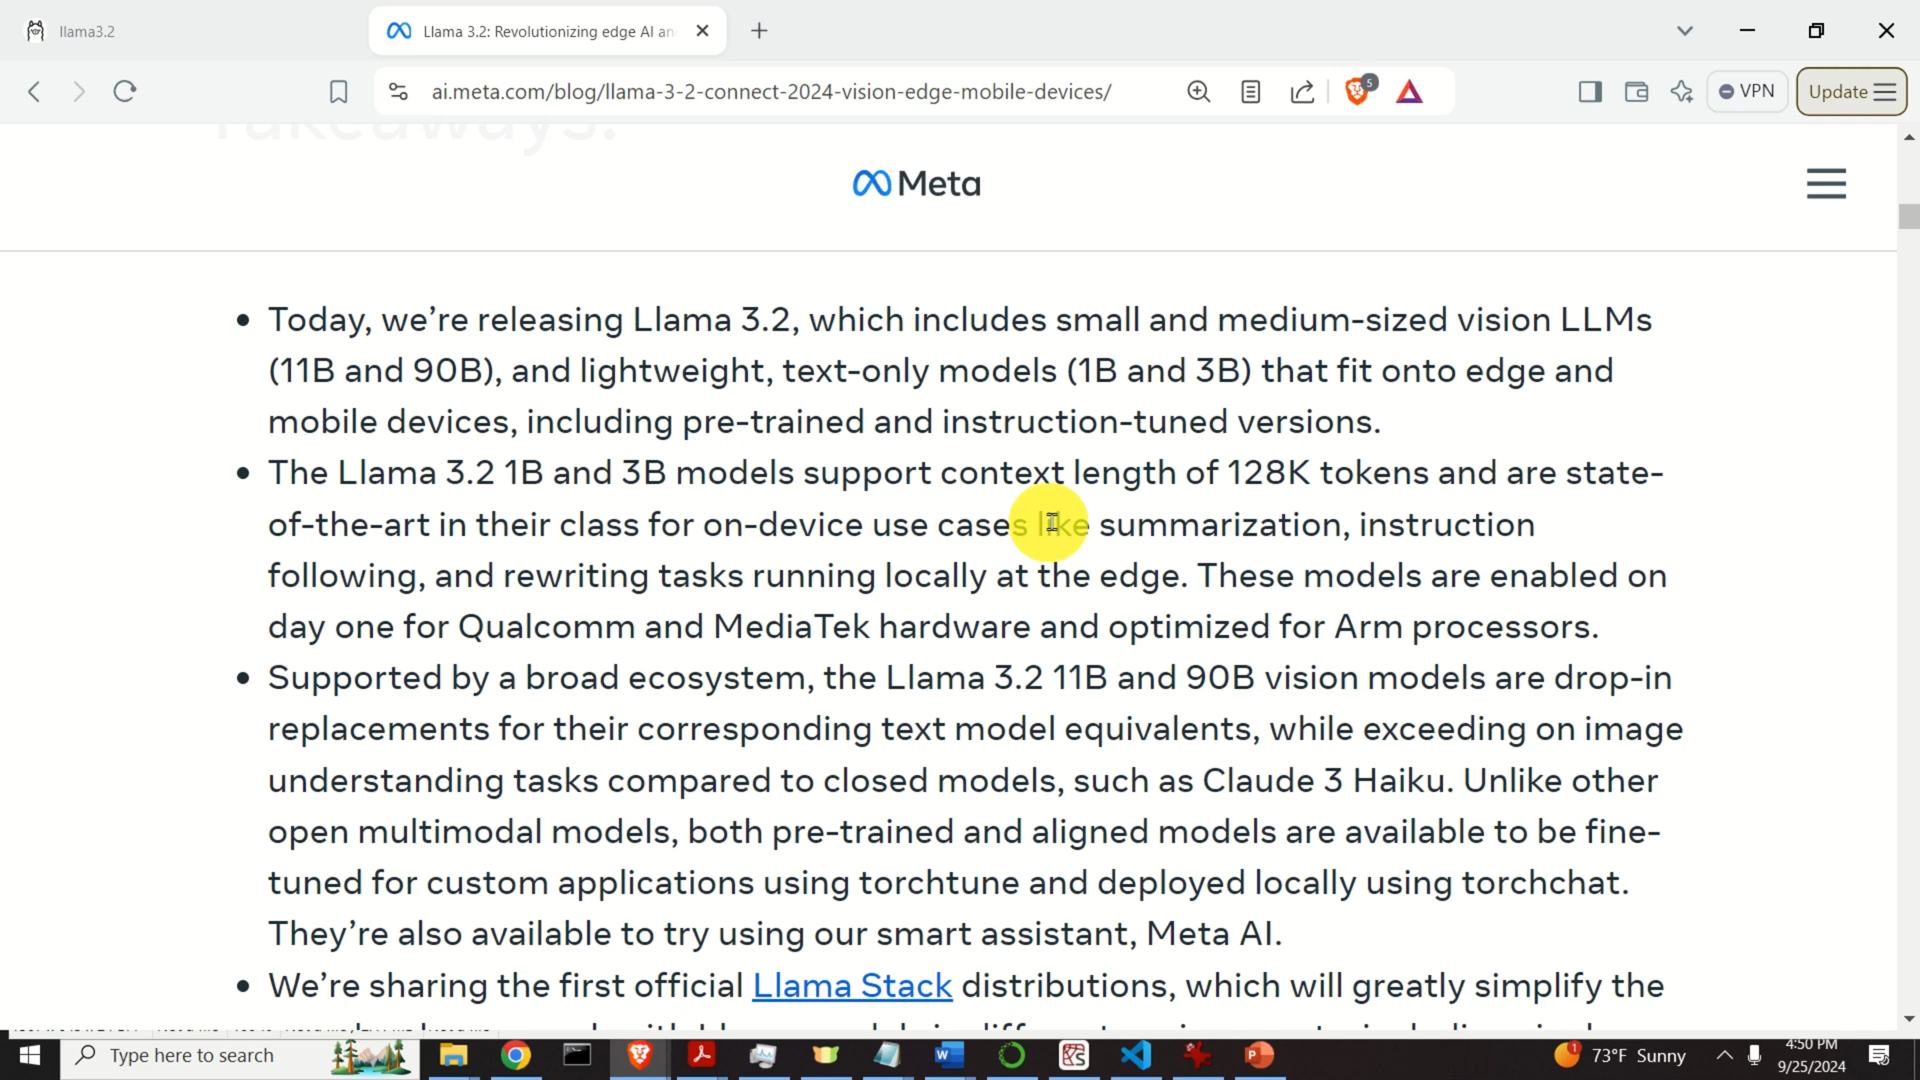 llama3.2
Llama 3.2: Revolutionizing edge AI an
ai.meta.com/blog/llama-3-2-connect-2024-vision-edge-mobile-devices/
5
VPN
Update
Takeaways:
Meta
• Today, we’re releasing Llama 3.2, which includes small and medium-sized vision LLMs
(11B and 90B), and lightweight, text-only models (1B and 3B) that fit onto edge and
mobile devices, including pre-trained and instruction-tuned versions.
• The Llama 3.2 1B and 3B models support context length of 128K tokens and are state-
of-the-art in their class for on-device use cases like summarization, instruction
following, and rewriting tasks running locally at the edge. These models are enabled on
day one for Qualcomm and MediaTek hardware and optimized for Arm processors.
• Supported by a broad ecosystem, the Llama 3.2 11B and 90B vision models are drop-in
replacements for their corresponding text model equivalents, while exceeding on image
understanding tasks compared to closed models, such as Claude 3 Haiku. Unlike other
open multimodal models, both pre-trained and aligned models are available to be fine-
tuned for custom applications using torchtune and deployed locally using torchchat.
They’re also available to try using our smart assistant, Meta AI.
• We’re sharing the first official Llama Stack distributions, which will greatly simplify the
Type here to search
1
73°F Sunny
4:50 PM
9/25/2024